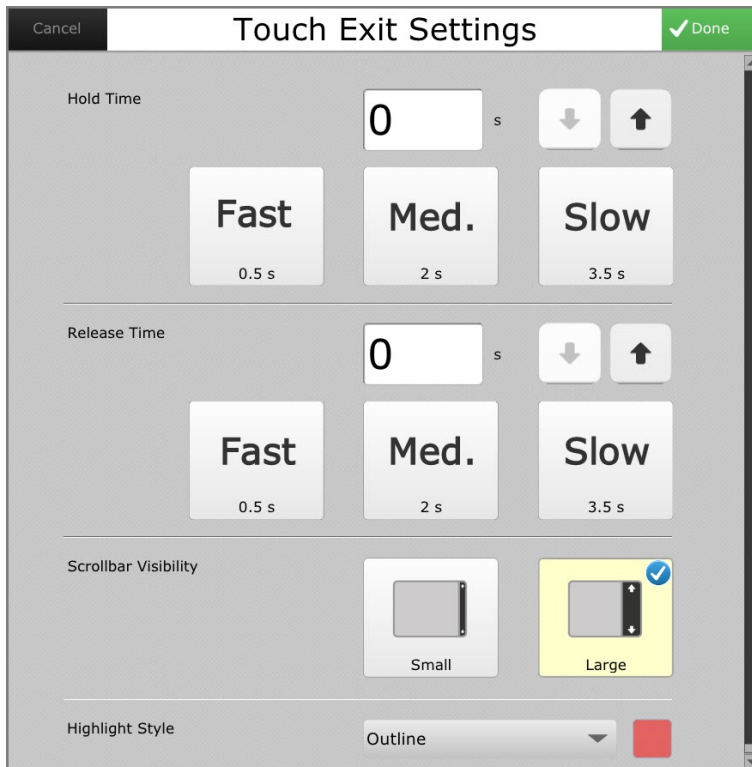 Cancel Touch Exit Settings Done
Hold Time 0 s
Fast Med. Slow
0.5 s 2 s 3.5 s
Release Time 0 s
Fast Med. Slow
0.5 s 2 s 3.5 s
Scrollbar Visibility
Small Large
Highlight Style Outline